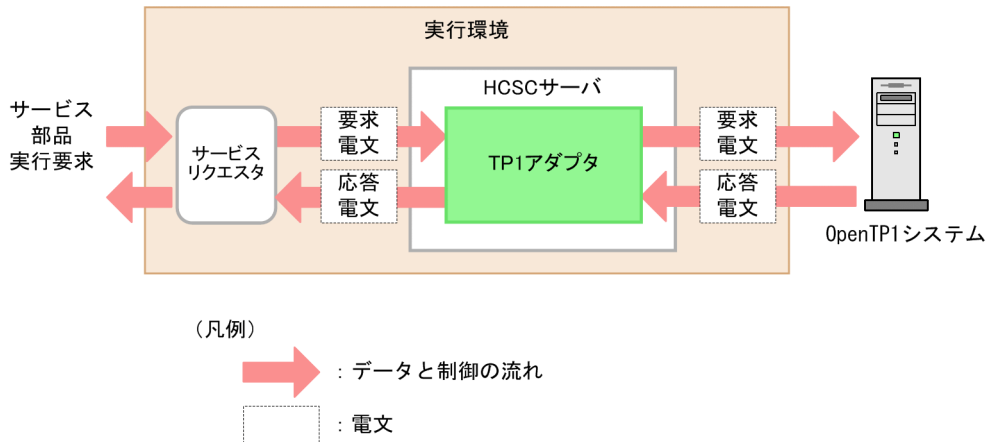 実行環境
HCSCサーバ
サービス
部品
実行要求
サービス
リクエスタ
要求
電文
応答
電文
TP1アダプタ
要求
電文
応答
電文
OpenTP1システム
(凡例)
:データと制御の流れ
:電文